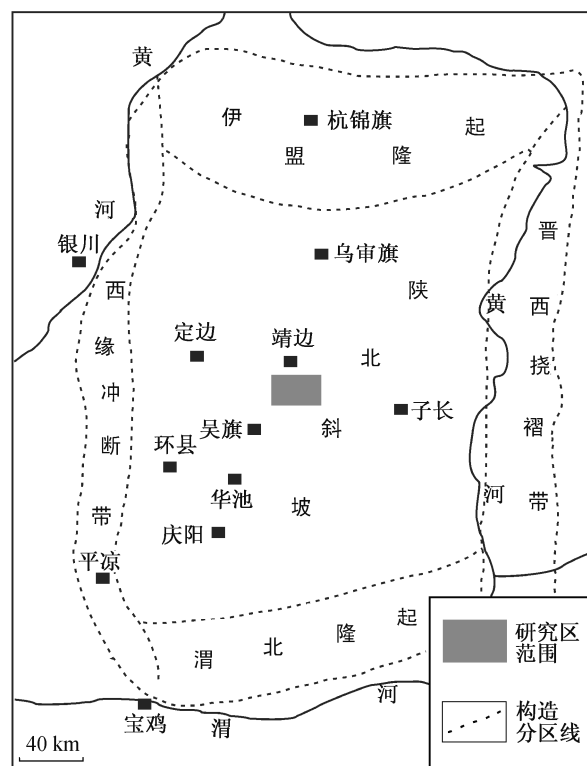 黄
伊
盟
隆
起
杭锦旗
河
银川
乌审旗
晋
西
挠
褶
带
黄
河
西
缘
冲
断
带
陕
北
斜
坡
定边
靖边
子长
吴旗
环县
华池
庆阳
平凉
渭
北
隆
起
宝鸡
渭
河
研究区
范围
构造
分区线
40 km